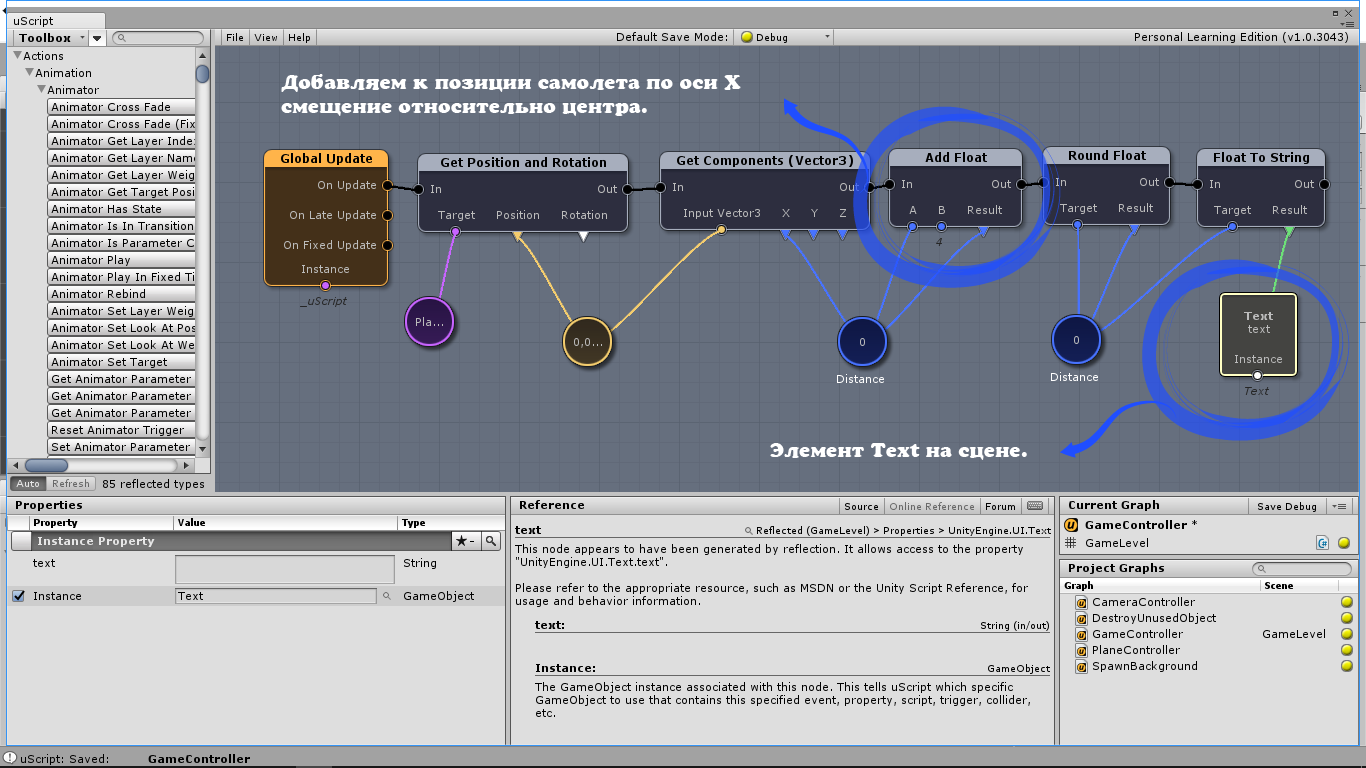 uScript
Toolbox
File View Help
Default Save Mode: Debug
Personal Learning Edition (v1.0.3043)
Actions
Animation
Animator
Animator Cross Fade
Animator Cross Fade (Fix
Animator Get Layer Index
Animator Get Layer Name
Animator Get Layer Weig
Animator Get Target Posi
Animator Has State
Animator Is In Transition
Animator Is Parameter C
Animator Play
Animator Play In Fixed Ti
Animator Rebind
Animator Set Layer Weig
Animator Set Look At Pos
Animator Set Look At We
Animator Set Target
Get Animator Parameter
Get Animator Parameter
Get Animator Parameter
Reset Animator Trigger
Set Animator Parameter
Auto Refresh 85 reflected types
Добавляем к позиции самолета по оси X
смещение относительно центра.
Global Update
On Update
On Late Update
On Fixed Update
Instance
_uScript
Get Position and Rotation
In Out
Target Position Rotation
Pla...
0,0...
Get Components (Vector3)
In Out
Input Vector3 X Y Z
Add Float
In Out
A B Result
4
0
Distance
Round Float
In Out
Target Result
0
Distance
Float To String
In Out
Target Result
Text
text
Instance
Text
Элемент Text на сцене.
Properties
Property Value Type
Instance Property
text String
Instance Text GameObject
Reference
Source Online Reference Forum
text
Reflected (GameLevel) > Properties > UnityEngine.UI.Text
This node appears to have been generated by reflection. It allows access to the property
"UnityEngine.UI.Text.text".
Please refer to the appropriate resource, such as MSDN or the Unity Script Reference, for
usage and behavior information.
text: String (in/out)
Instance: GameObject
The GameObject instance associated with this node. This tells uScript which specific
GameObject to use that contains this specified event, property, script, trigger, collider,
etc.
Current Graph
Save Debug
GameController *
GameLevel
Project Graphs
Graph Scene
CameraController
DestroyUnusedObject
GameController GameLevel
PlaneController
SpawnBackground
uScript: Saved: GameController